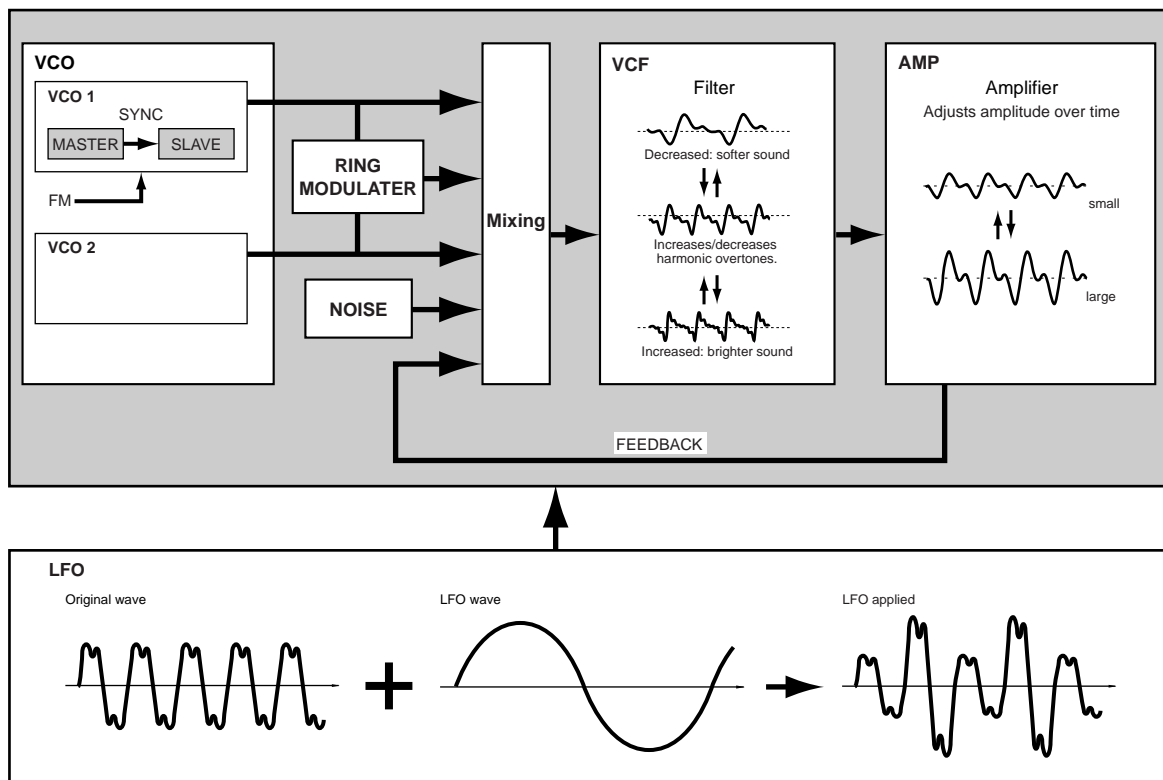 VCO
VCO 1
SYNC
MASTER
SLAVE
FM
VCO 2
RING
MODULATER
NOISE
Mixing
VCF
Filter
Decreased: softer sound
Increases/decreases
harmonic overtones.
Increased: brighter sound
AMP
Amplifier
Adjusts amplitude over time
small
large
FEEDBACK
LFO
Original wave
LFO wave
LFO applied